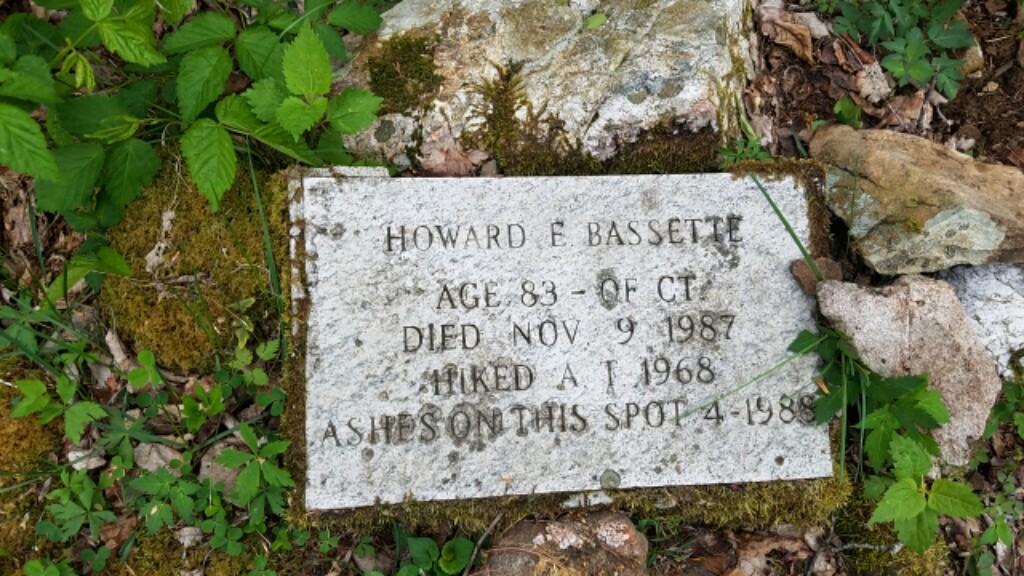 HOWARD E BASSETTE
AGE 83 - OF CT.
DIED NOV 9 1987
HIKED A T 1968
ASHES ON THIS SPOT 4-1988